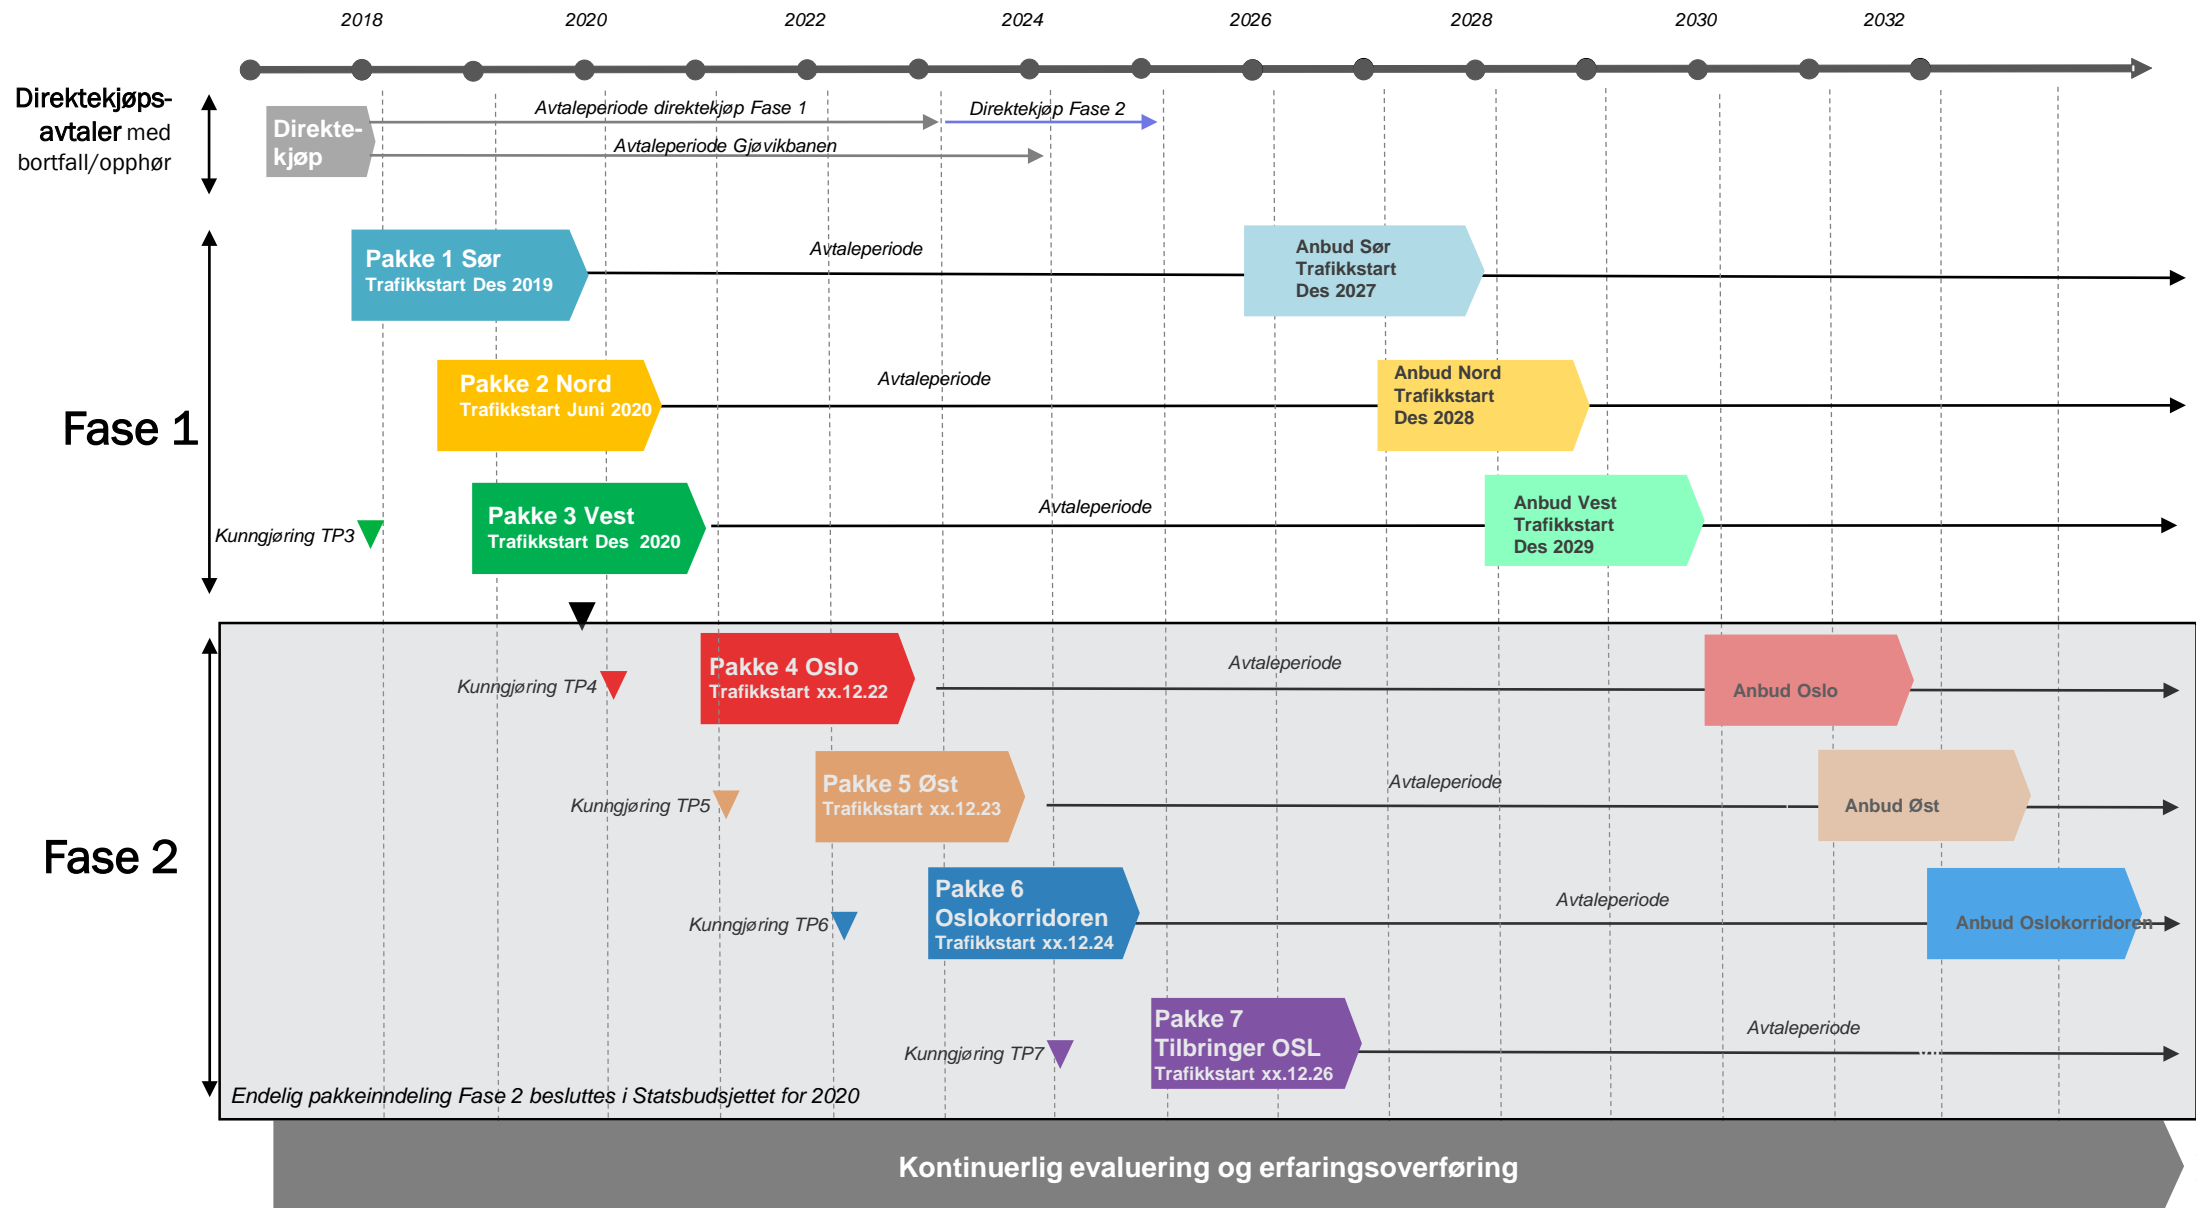 2018 2020 2022 2024 2026 2028 2030 2032
Direktekjøps-
avtaler med
bortfall/opphør
Direkte-
kjøp
Avtaleperiode direktekjøp Fase 1
Direktekjøp Fase 2
Avtaleperiode Gjøvikbanen
Fase 1
Pakke 1 Sør
Trafikkstart Des 2019
Avtaleperiode
Anbud Sør
Trafikkstart
Des 2027
Pakke 2 Nord
Trafikkstart Juni 2020
Avtaleperiode
Anbud Nord
Trafikkstart
Des 2028
Kunngjøring TP3
Pakke 3 Vest
Trafikkstart Des 2020
Avtaleperiode
Anbud Vest
Trafikkstart
Des 2029
Fase 2
Kunngjøring TP4
Pakke 4 Oslo
Trafikkstart xx.12.22
Avtaleperiode
Anbud Oslo
Kunngjøring TP5
Pakke 5 Øst
Trafikkstart xx.12.23
Avtaleperiode
Anbud Øst
Kunngjøring TP6
Pakke 6
Oslokorridoren
Trafikkstart xx.12.24
Avtaleperiode
Anbud Oslokorridoren
Kunngjøring TP7
Pakke 7
Tilbringer OSL
Trafikkstart xx.12.26
Avtaleperiode
Endelig pakkeinndeling Fase 2 besluttes i Statsbudsjettet for 2020
Kontinuerlig evaluering og erfaringsoverføring